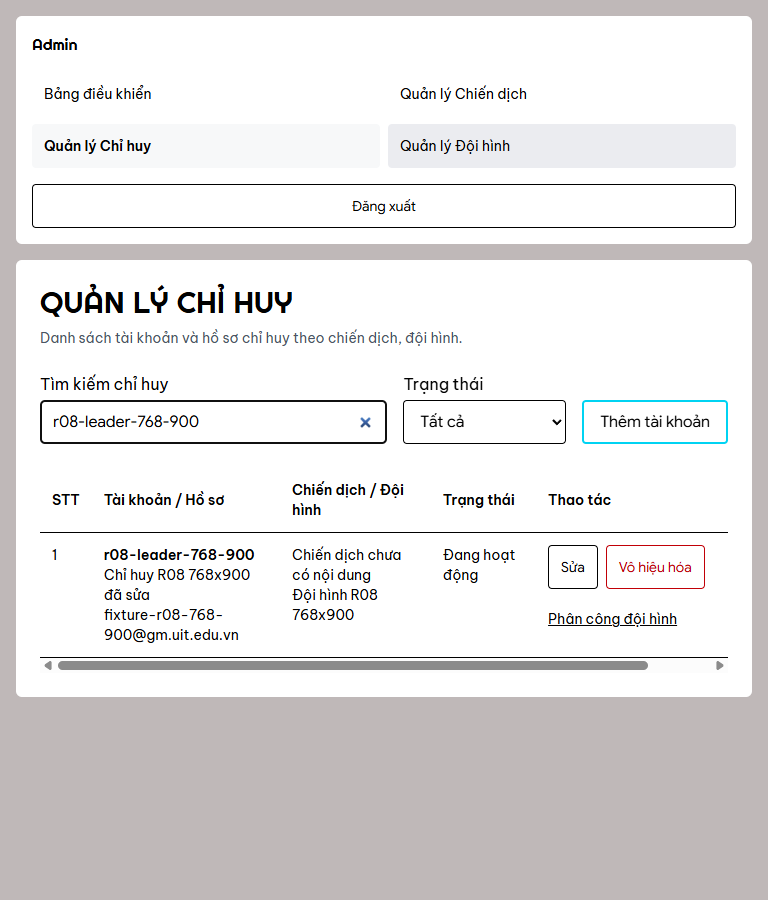 Admin
Bảng điều khiển
Quản lý Chiến dịch
Quản lý Chỉ huy
Quản lý Đội hình
Đăng xuất
QUẢN LÝ CHỈ HUY
Danh sách tài khoản và hồ sơ chỉ huy theo chiến dịch, đội hình.
Tìm kiếm chỉ huy
Trạng thái
r08-leader-768-900
Tất cả
Thêm tài khoản
STT
Tài khoản / Hồ sơ
Chiến dịch / Đội
hình
Trạng thái
Thao tác
1
r08-leader-768-900
Chỉ huy R08 768x900
đã sửa
fixture-r08-768-
900@gm.uit.edu.vn
Chiến dịch chưa
có nội dung
Đội hình R08
768x900
Đang hoạt
động
Sửa
Vô hiệu hóa
Phân công đội hình